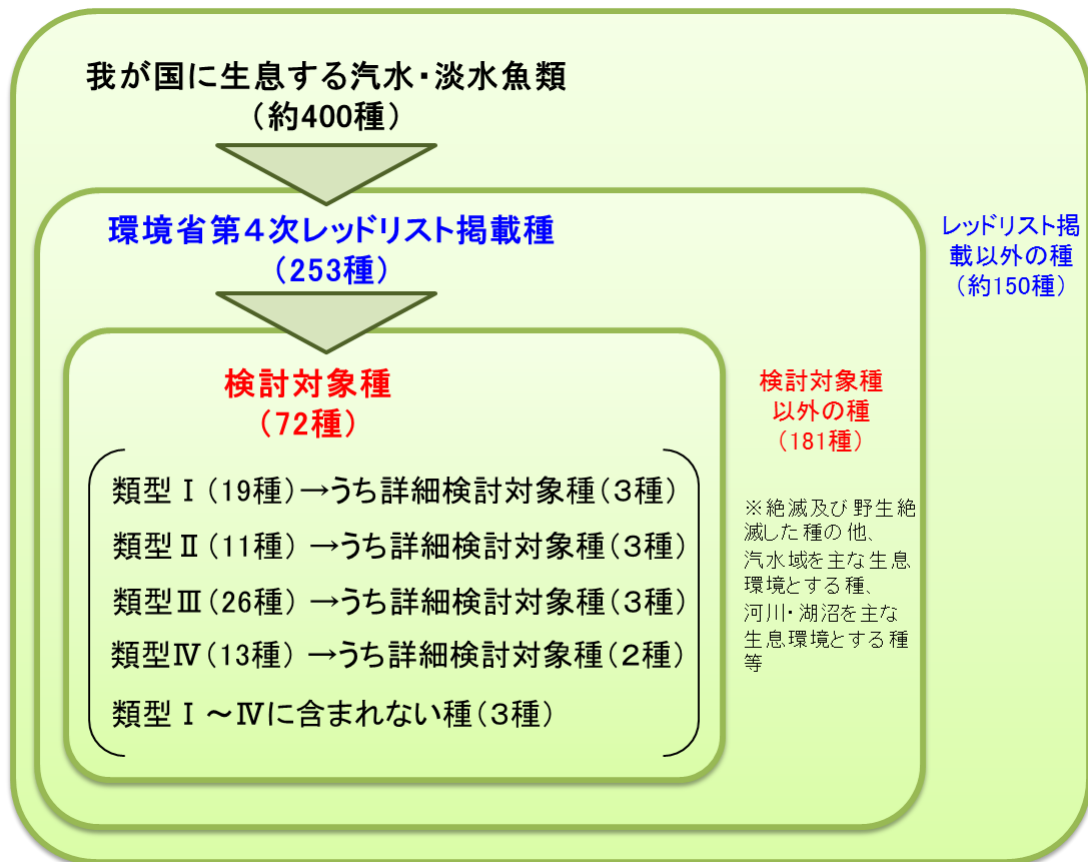 我が国に生息する汽水・淡水魚類
（約400種）
環境省第４次レッドリスト掲載種
（253種）
レッドリスト掲
載以外の種
（約150種）
検討対象種
（72種）
検討対象種
以外の種
（181種）
類型Ⅰ（19種）→うち詳細検討対象種（３種）
類型Ⅱ（11種）→うち詳細検討対象種（３種）
類型Ⅲ（26種）→うち詳細検討対象種（３種）
類型Ⅳ（13種）→うち詳細検討対象種（２種）
類型Ⅰ～Ⅳに含まれない種（３種）
※絶滅及び野生絶
滅した種の他、
汽水域を主な生息
環境とする種、
河川・湖沼を主な
生息環境とする種
等